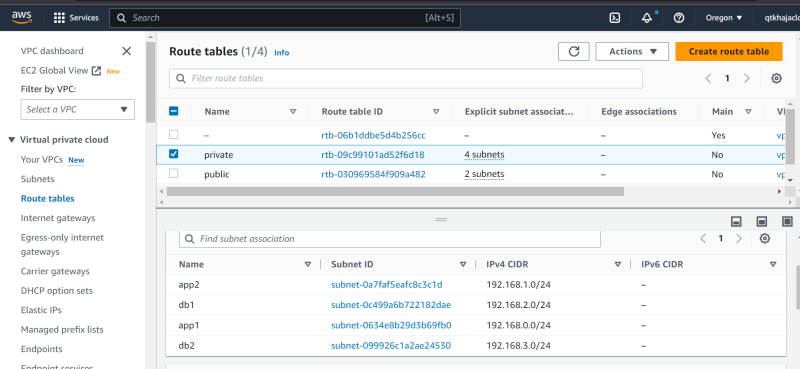 aws
Services
Search
[Alt+S]
Oregon
qtkhajaclo
VPC dashboard
EC2 Global View New
Filter by VPC:
Select a VPC
Virtual private cloud
Your VPCs New
Subnets
Route tables
Internet gateways
Egress-only internet
gateways
Carrier gateways
DHCP option sets
Elastic IPs
Managed prefix lists
Endpoints
Endpoint services
Route tables (1/4) Info
Actions
Create route table
Filter route tables
1
Name Route table ID Explicit subnet associat... Edge associations Main VP
– rtb-06b1ddbe5d4b256cc – – Yes vp
private rtb-09c99101ad52f6d18 4 subnets – No vp
public rtb-030969584f909a482 2 subnets – No vp
Find subnet association
1
Name Subnet ID IPv4 CIDR IPv6 CIDR
app2 subnet-0a7faf5eafc8c3c1d 192.168.1.0/24 –
db1 subnet-0c499a6b722182dae 192.168.2.0/24 –
app1 subnet-0634e8b29d3b69fb0 192.168.0.0/24 –
db2 subnet-099926c1a2ae24530 192.168.3.0/24 –